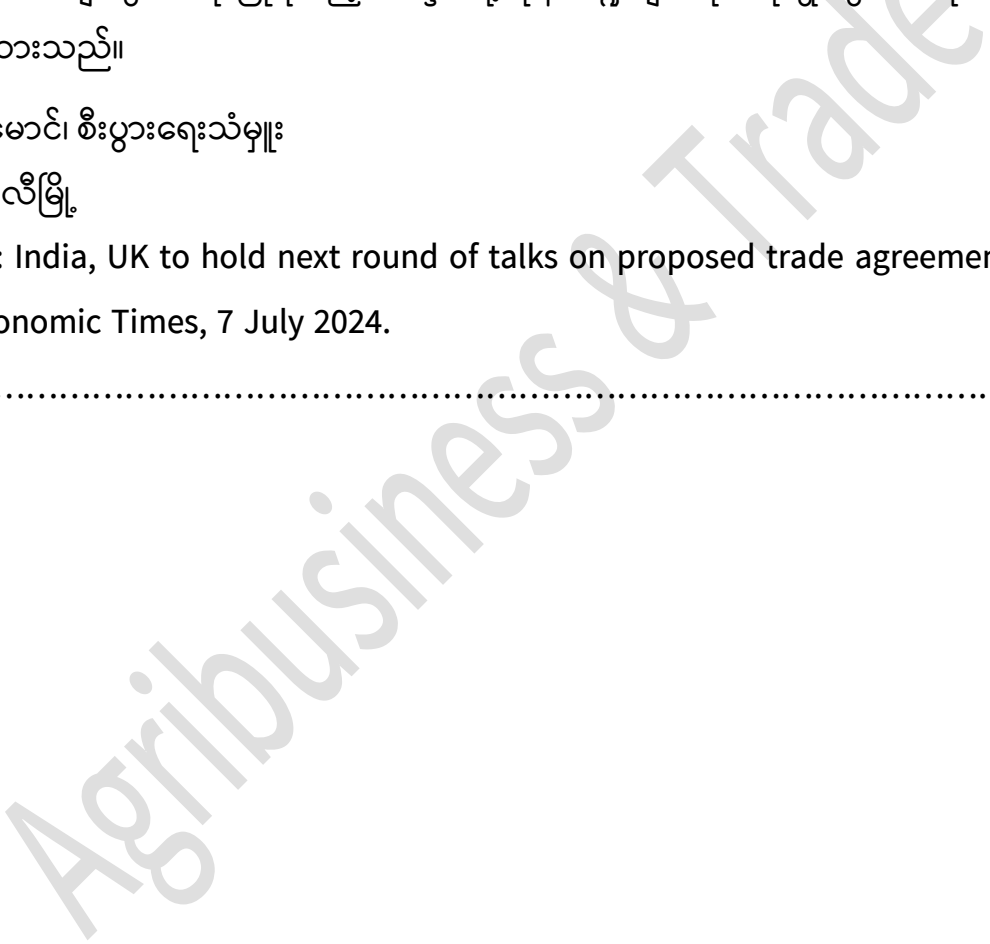 ားသည်။
မောင်၊ စီးပွားရေးသံမှူး
လီမြို့
: India, UK to hold next round of talks on proposed trade
onomic Times, 7 July 2024.
Agribusiness & Trade